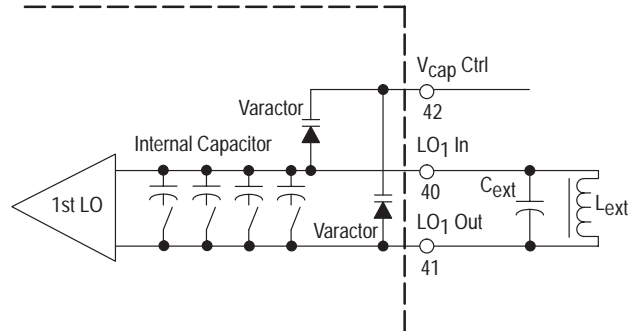 Vcap Ctrl
Varactor
42
Internal Capacitor
LO1 In
1st LO
40
Cext
Lext
Varactor
LO1 Out
41